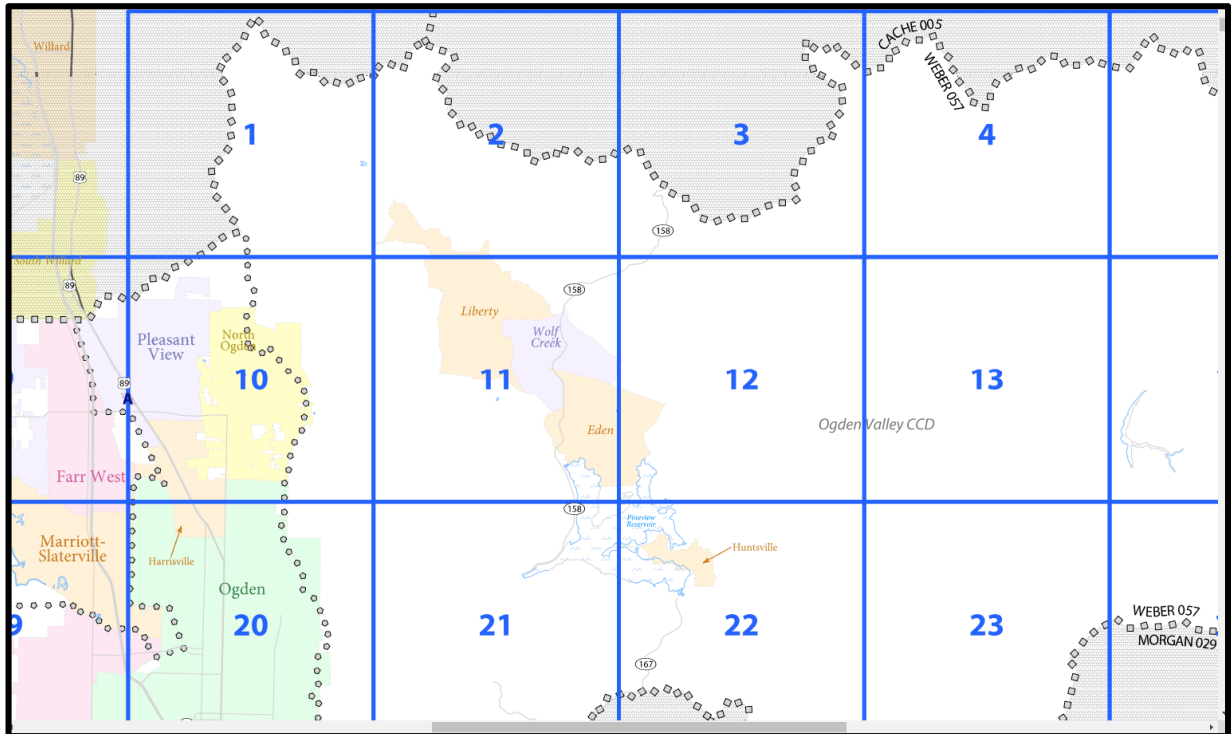 Willard
CACHE 005
WEBER 057
1
2
3
4
89
158
South Willard
89
158
Liberty
Wolf
Creek
Pleasant
View
North
Ogden
89
A
10
11
12
13
Ogden Valley CCD
Eden
Farr West
158
Marriott-
Slaterville
Harrisville
Pineview
Reservoir
Huntsville
Ogden
9
20
21
22
23
WEBER 057
MORGAN 029
167